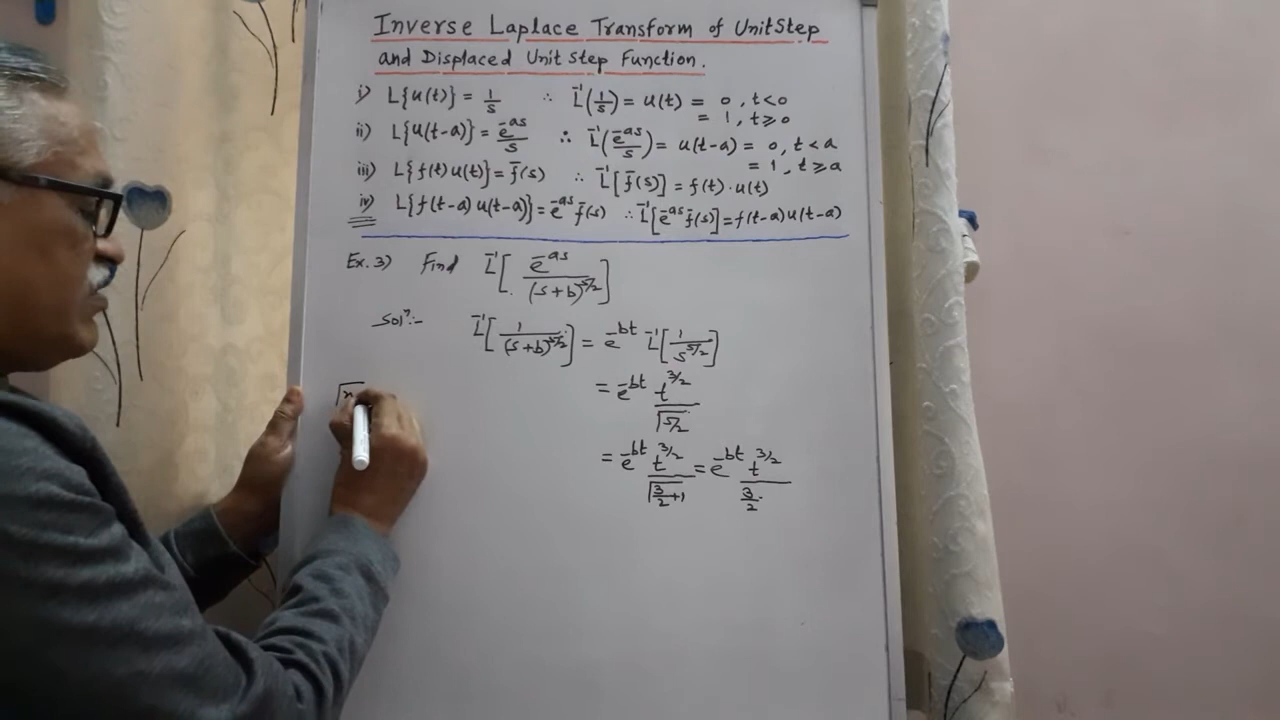 Inverse Laplace Transform of Unit Step
and Displaced Unit Step Function.
i) L{u(t)} = 1/s ∴ L⁻¹(1/s) = u(t) = 0, t<0
= 1, t≥0
ii) L{u(t-a)} = e⁻ᵃˢ/s ∴ L⁻¹(e⁻ᵃˢ/s) = u(t-a) = 0, t<a
= 1, t≥a
iii) L{f(t)u(t)} = f̄(s) ∴ L⁻¹[f̄(s)] = f(t)·u(t)
iv) L{f(t-a)u(t-a)} = e⁻ᵃˢ f̄(s) ∴ L⁻¹[e⁻ᵃˢ f̄(s)] = f(t-a)u(t-a)
Ex. 3) Find L⁻¹[e⁻ᵃˢ/(s+b)^5/2]
Solⁿ:- L⁻¹[1/(s+b)^5/2] = e⁻ᵇᵗ L⁻¹[1/s^5/2]
= e⁻ᵇᵗ t^3/2/√5/2
= e⁻ᵇᵗ t^3/2/√3/2+1 = e⁻ᵇᵗ t^3/2/3/2·